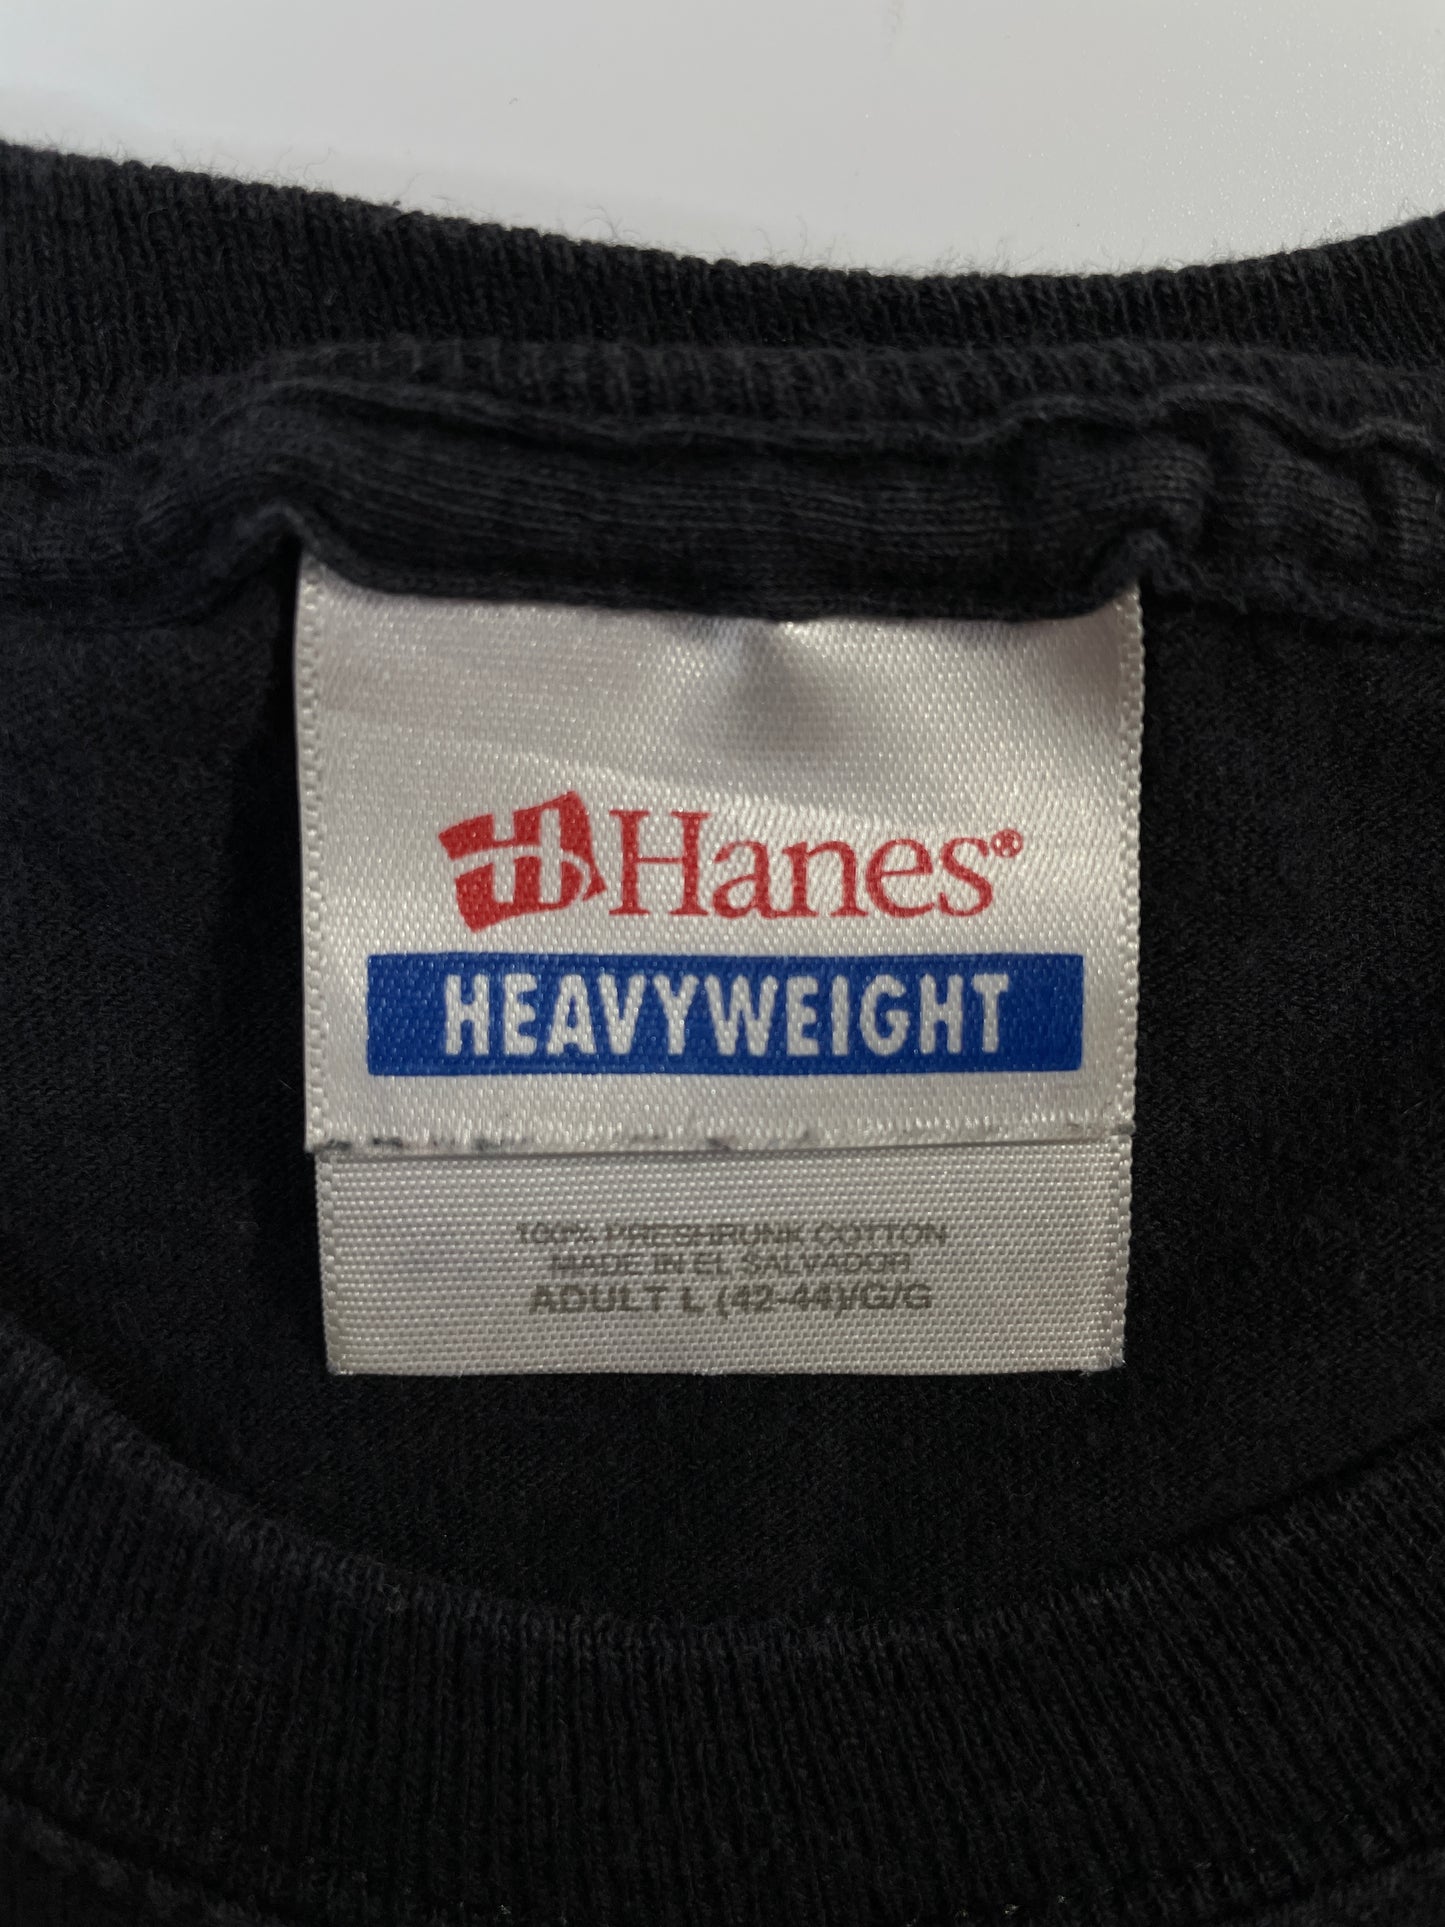 Hanes®
HEAVYWEIGHT
100% PRESHRUNK COTTON
MADE IN EL SALVADOR
ADULT L (42-44)/G/G